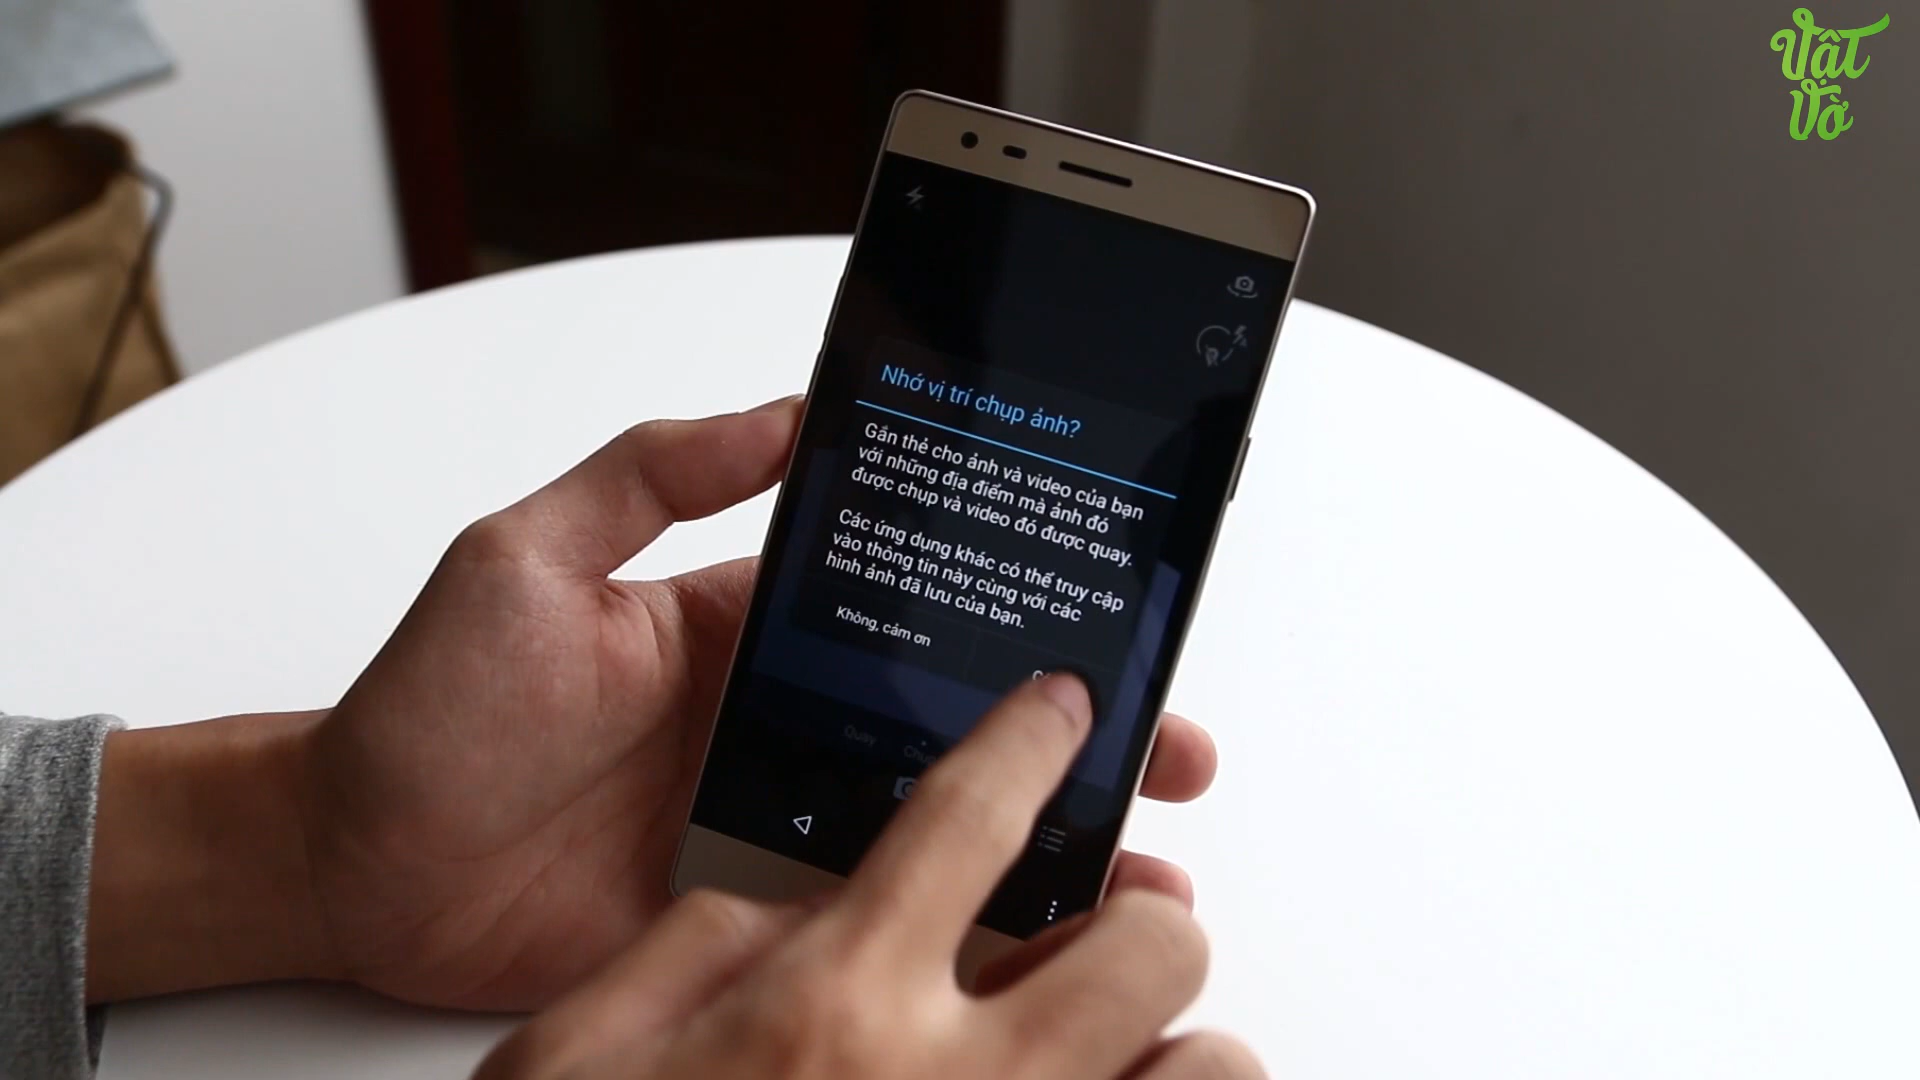 Vật
Vờ
Nhớ vị trí chụp ảnh?
Gắn thẻ cho ảnh và video của bạn
với những địa điểm mà ảnh đó
được chụp và video đó được quay.
Các ứng dụng khác có thể truy cập
vào thông tin này cùng với các
hình ảnh đã lưu của bạn.
Không, cảm ơn
Quay